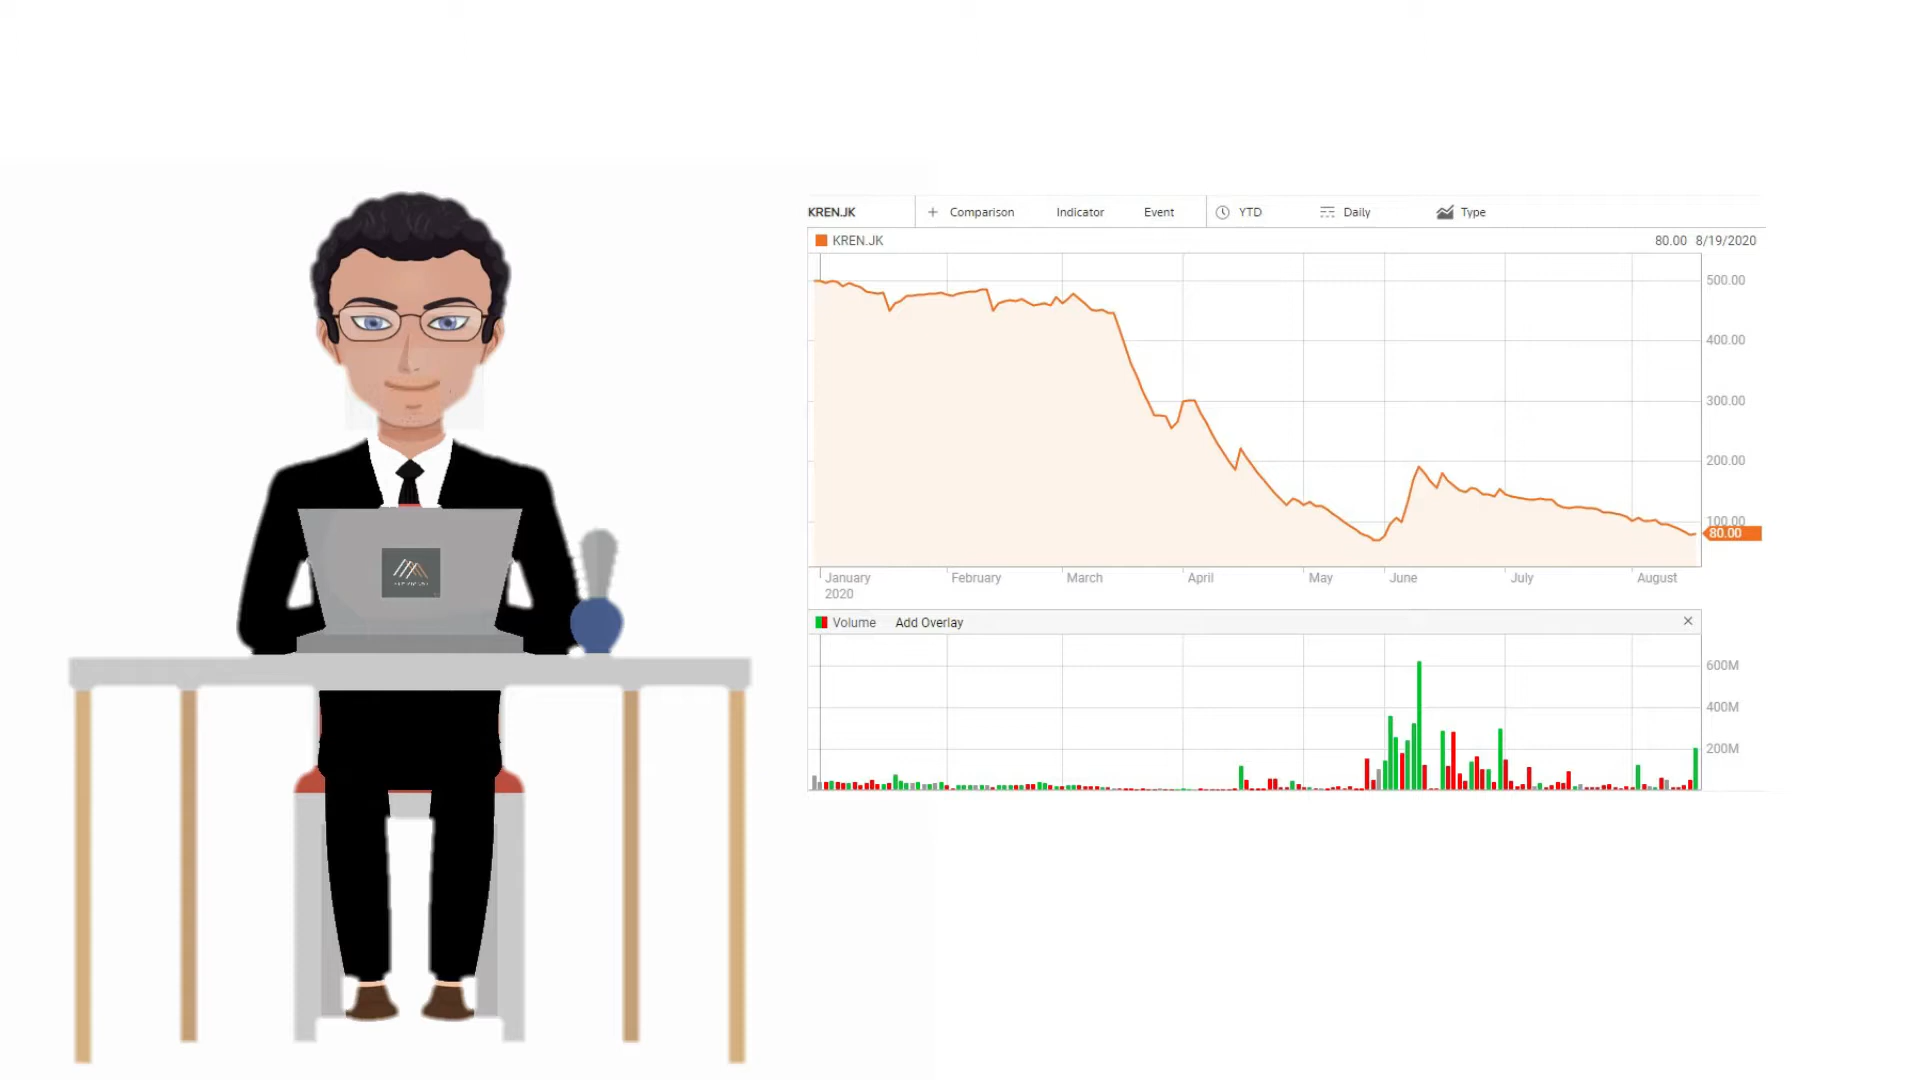 KREN.JK + Comparison Indicator Event YTD Daily Type
KREN.JK 80.00 8/19/2020
500.00
400.00
300.00
200.00
100.00
80.00
January February March April May June July August
2020
Volume Add Overlay ×
600M
400M
200M